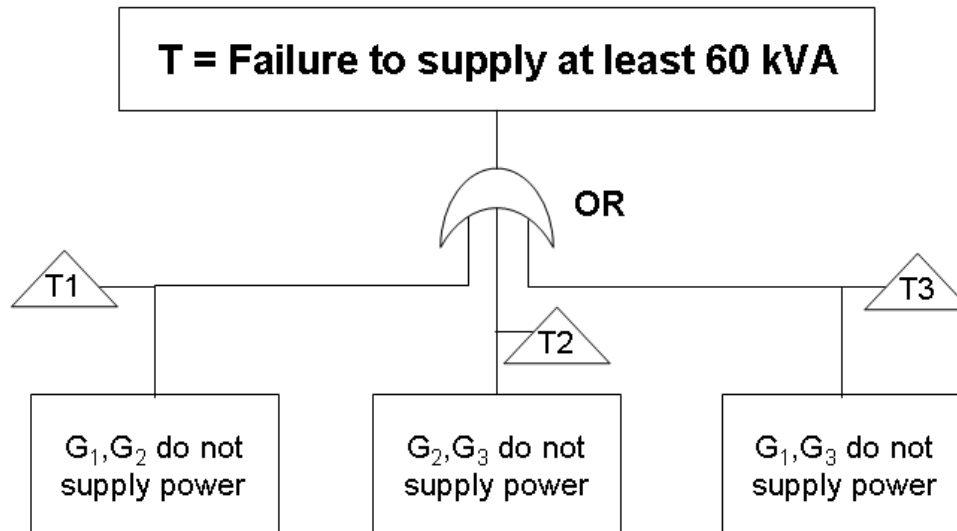 T = Failure to supply at least 60 kVA
OR
T1
T3
T2
G₁,G₂ do not
supply power
G₂,G₃ do not
supply power
G₁,G₃ do not
supply power